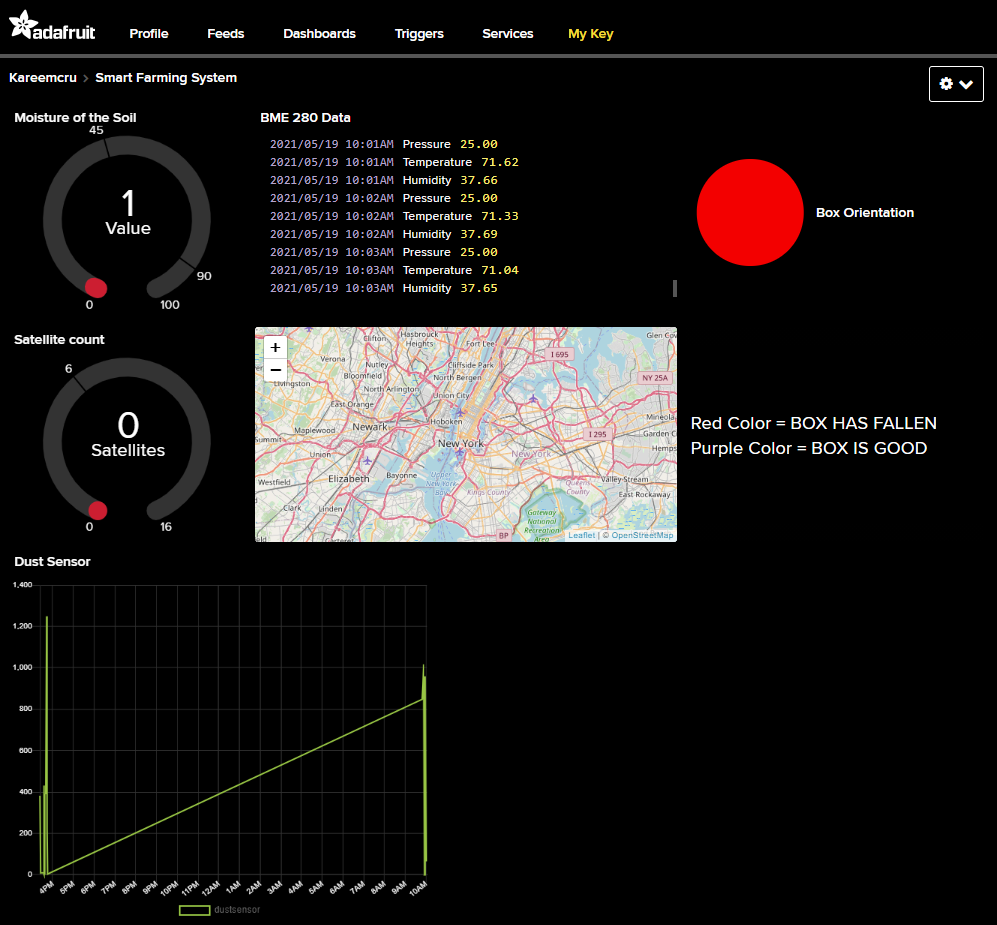 adafruit
Profile Feeds Dashboards Triggers Services My Key
Kareemcru > Smart Farming System
Moisture of the Soil
45
1
Value
90
0
100
BME 280 Data
2021/05/19 10:01AM Pressure 25.00
2021/05/19 10:01AM Temperature 71.62
2021/05/19 10:01AM Humidity 37.66
2021/05/19 10:02AM Pressure 25.00
2021/05/19 10:02AM Temperature 71.33
2021/05/19 10:02AM Humidity 37.69
2021/05/19 10:03AM Pressure 25.00
2021/05/19 10:03AM Temperature 71.04
2021/05/19 10:03AM Humidity 37.65
Box Orientation
Satellite count
6
0
Satellites
0
16
+
−
Clifton
Hasbrouck
Heights
Fort Lee
I 695
Glen Cov
Verona
Nutley
Cliffside Park
Bloomfield
North Bergen
NY 25A
Livingston
North Arlington
Union City
East Orange
Mineola
Maplewood
Newark
Hoboken
I 295
Garden C
Summit
New York
New York
Hemps
Union
Elizabeth
Bayonne
Upper
New York
Bay
Kings County
Queens
County
Valley Stream
East Rockaway
Westfield
Clark
Linden
Gateway
National
Recreation
Area
field
Carteret
BP
Leaflet | © OpenStreetMap
Red Color = BOX HAS FALLEN
Purple Color = BOX IS GOOD
Dust Sensor
1,400
1,200
1,000
800
600
400
200
0
4PM 5PM 6PM 7PM 8PM 9PM 10PM 11PM 12AM 1AM 2AM 3AM 4AM 5AM 6AM 7AM 8AM 9AM 10AM
dustsensor